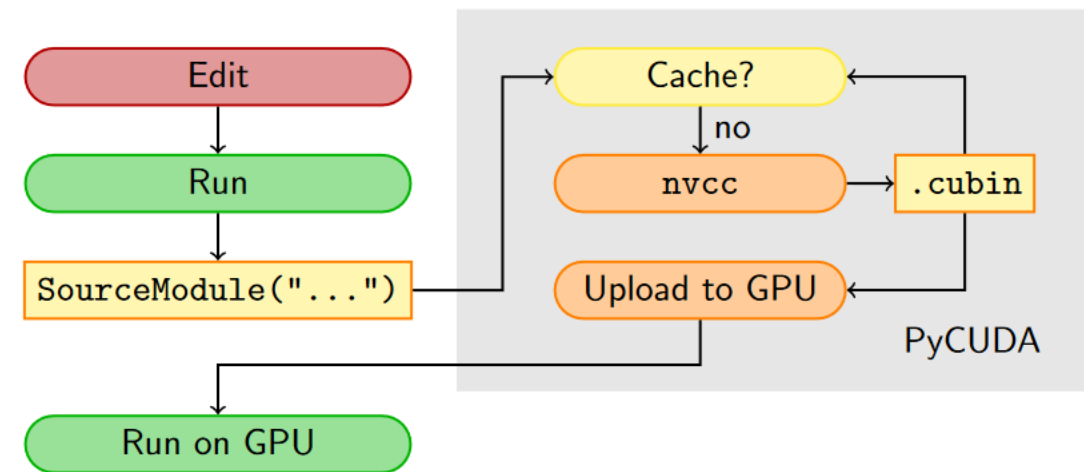 Edit
Run
SourceModule("...")
Run on GPU
Cache?
no
nvcc
.cubin
Upload to GPU
PyCUDA